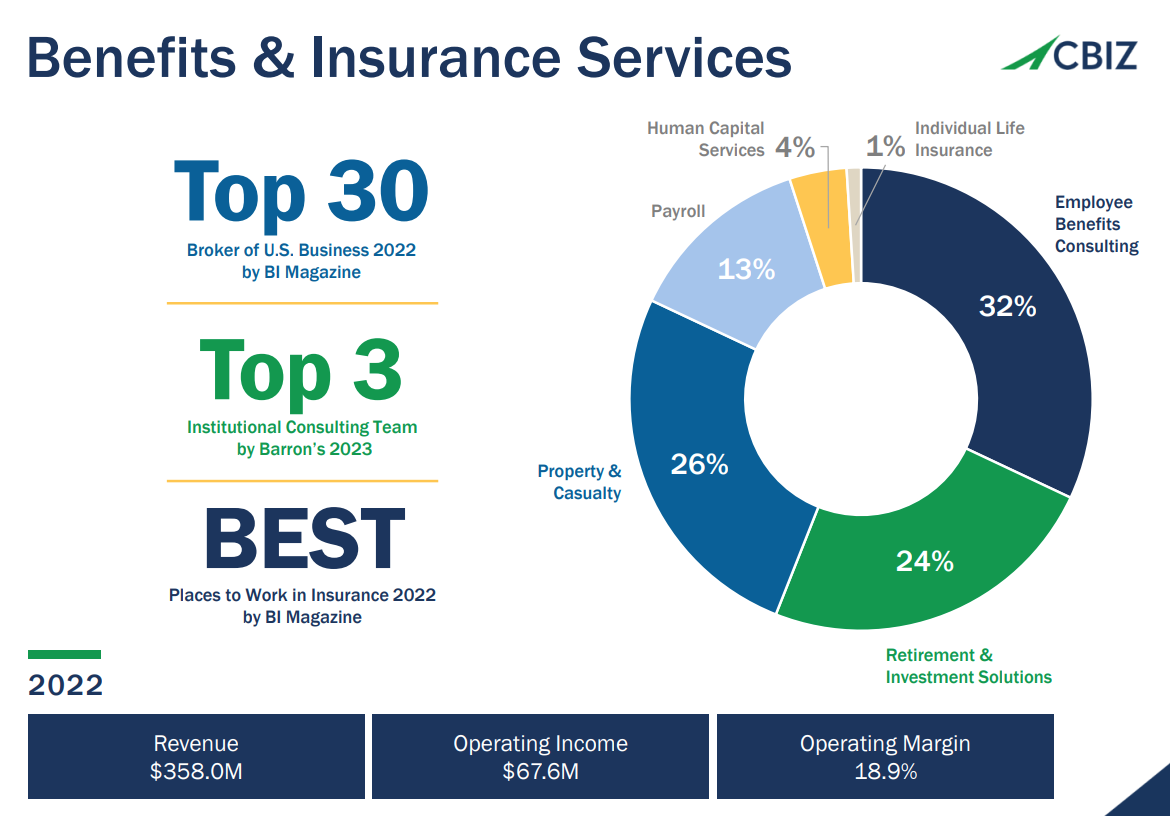 Benefits & Insurance Services
CBIZ
Top 30
Broker of U.S. Business 2022
by BI Magazine
Top 3
Institutional Consulting Team
by Barron's 2023
BEST
Places to Work in Insurance 2022
by BI Magazine
Human Capital
Services
4%
1%
Individual Life
Insurance
Employee
Benefits
Consulting
32%
Payroll
13%
Property &
Casualty
26%
24%
Retirement &
Investment Solutions
2022
Revenue
$358.0M
Operating Income
$67.6M
Operating Margin
18.9%